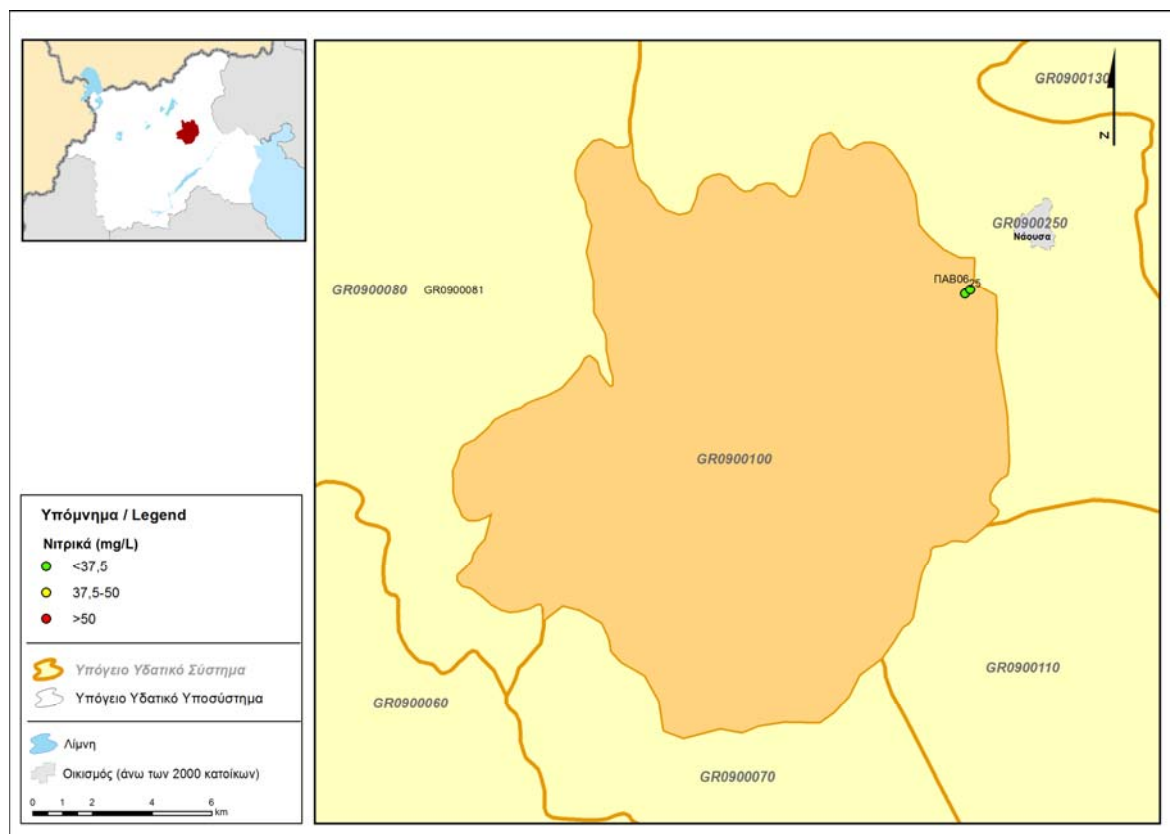 GR0900130
N
GR0900250
Νάουσα
GR0900080
GR0900081
ΠΑΒ06
25
GR0900100
GR0900110
GR0900060
GR0900070
Υπόμνημα / Legend
Νιτρικά (mg/L)
<37,5
37,5-50
>50
Υπόγειο Υδατικό Σύστημα
Υπόγειο Υδατικό Υποσύστημα
Λίμνη
Οικισμός (άνω των 2000 κατοίκων)
0 1 2 4 6
km